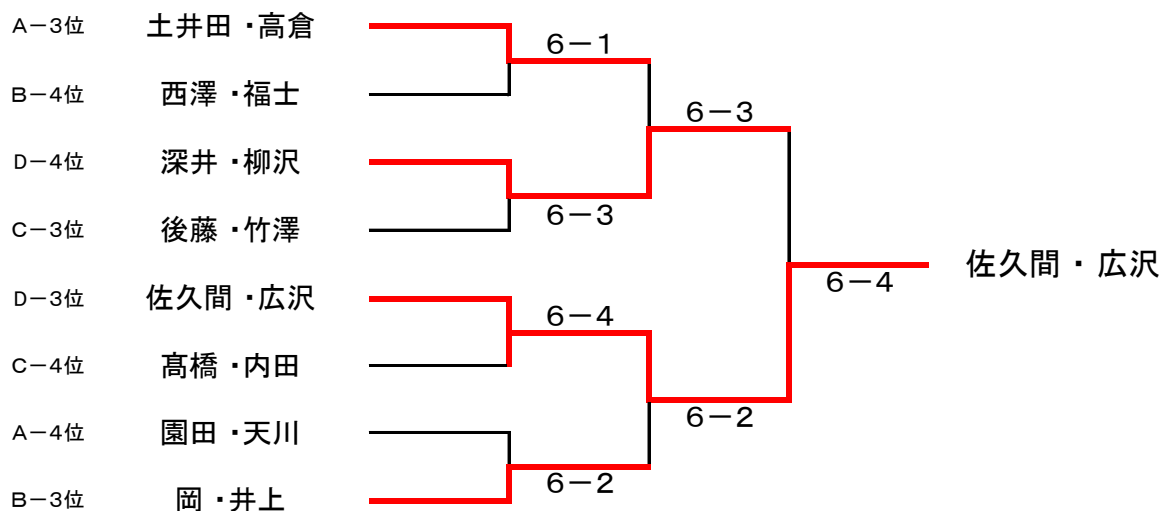 A－3位 土井田・高倉
6－1
B－4位 西澤・福士
6－3
D－4位 深井・柳沢
6－3
C－3位 後藤・竹澤
佐久間・広沢
6－4
D－3位 佐久間・広沢
6－4
C－4位 髙橋・内田
6－2
A－4位 園田・天川
6－2
B－3位 岡・井上